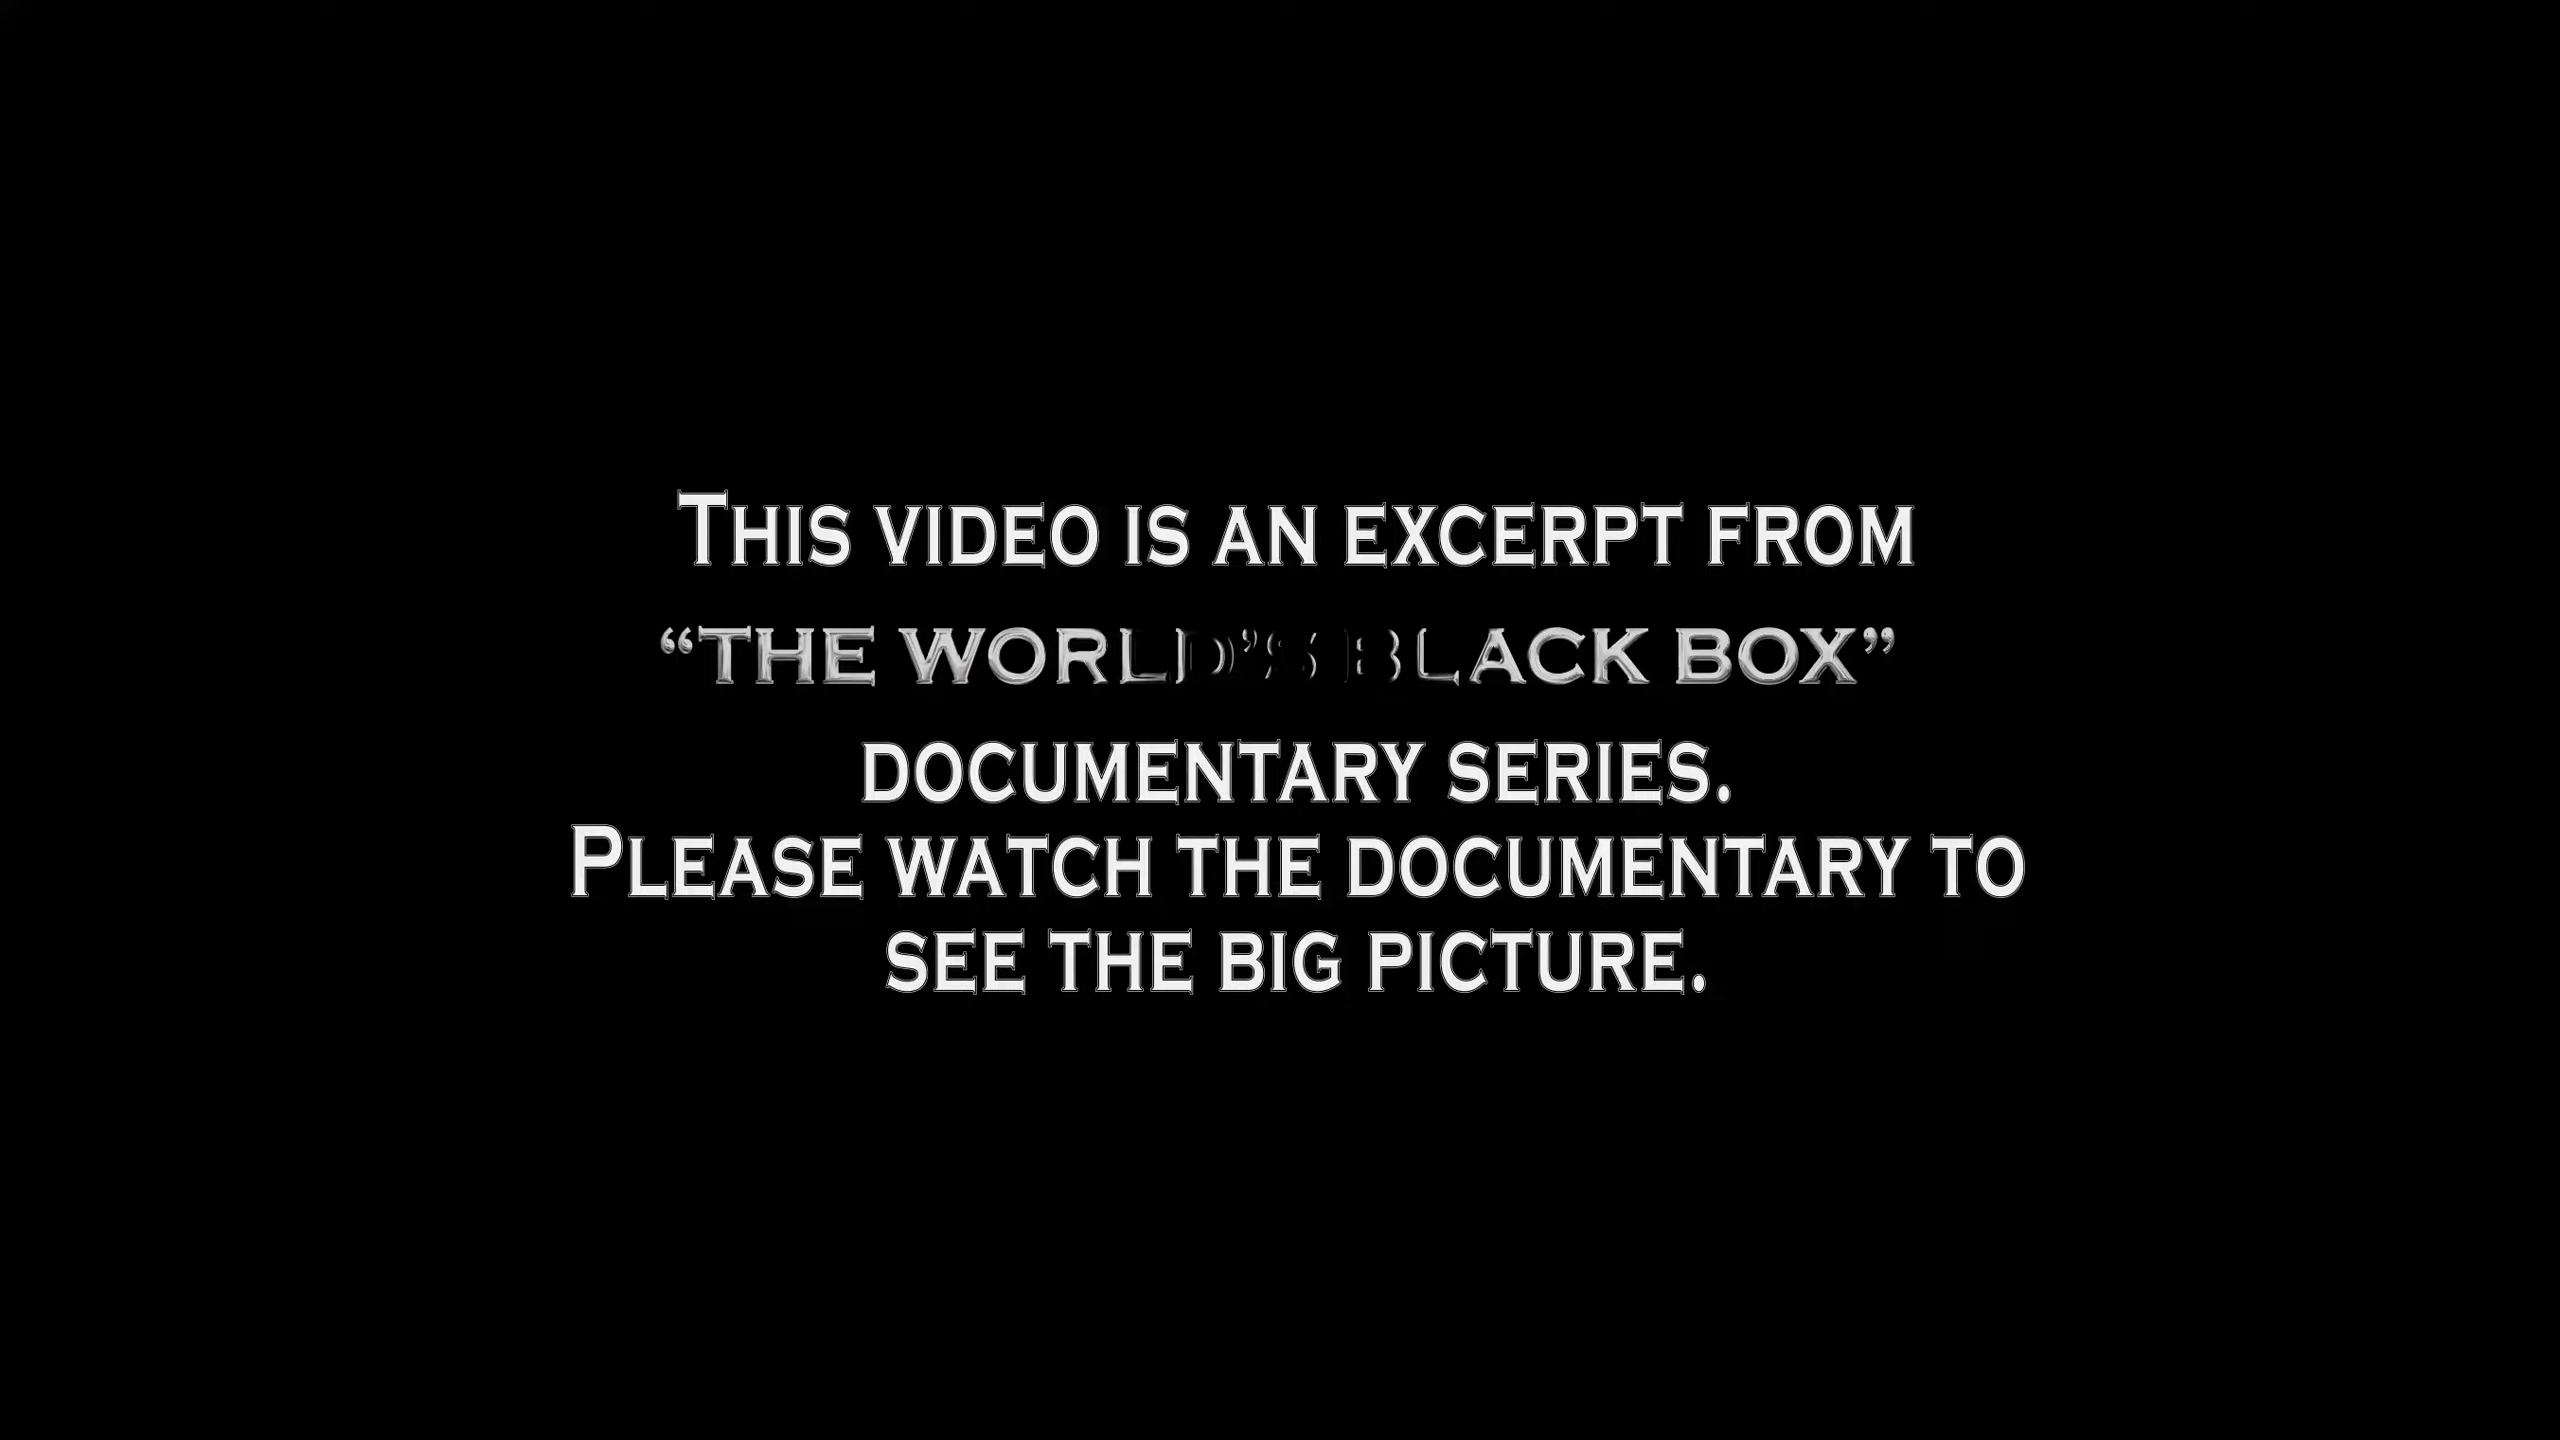 This video is an excerpt from
“THE WORLD’S BLACK BOX”
documentary series.
Please watch the documentary to
see the big picture.